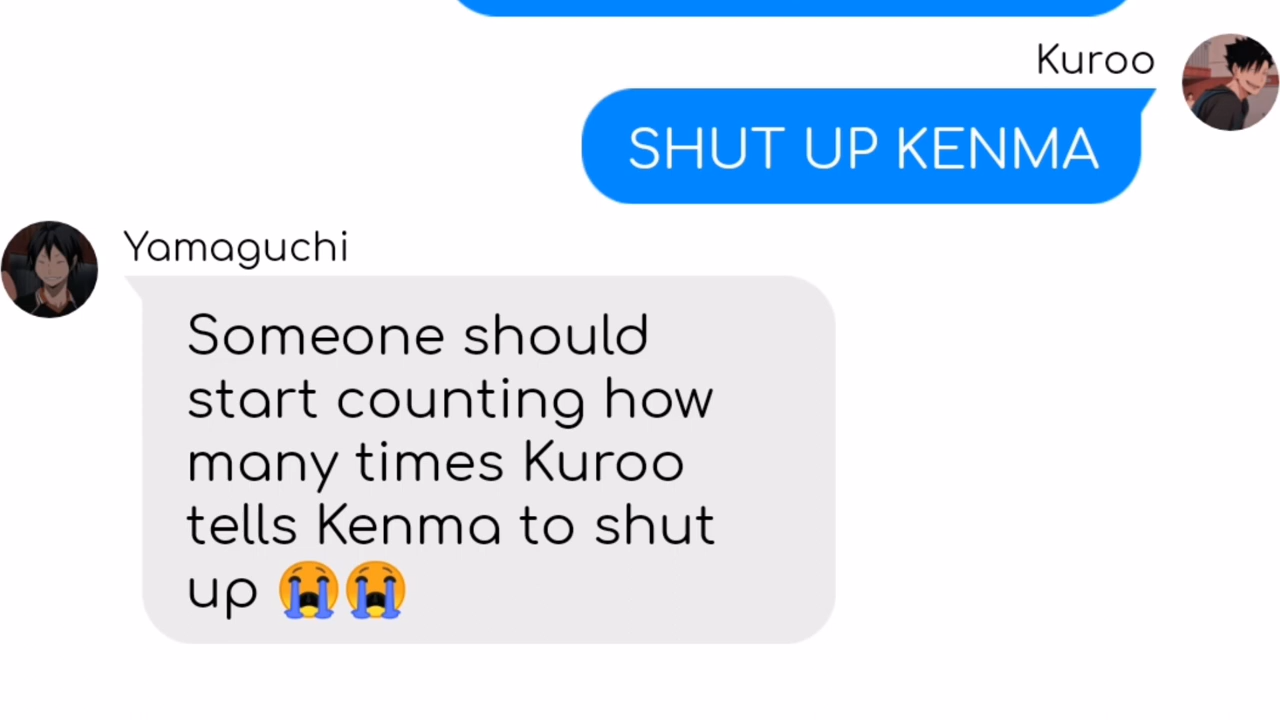 Kuroo
SHUT UP KENMA
Yamaguchi
Someone should
start counting how
many times Kuroo
tells Kenma to shut
up 😭😭